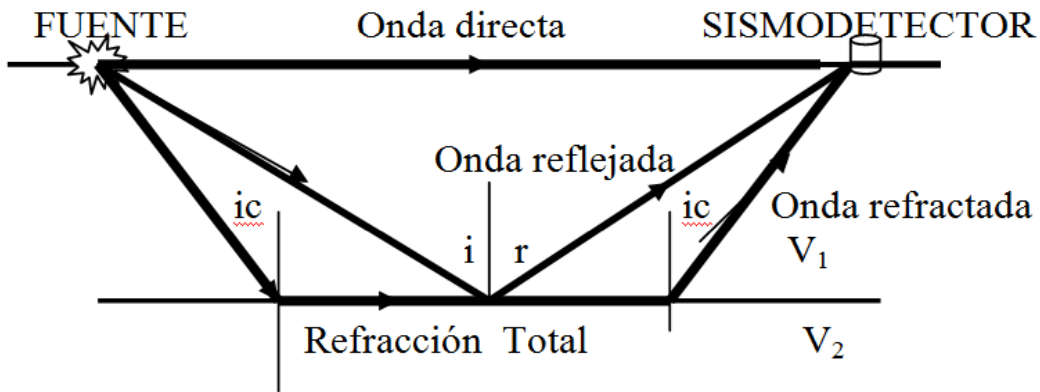 FUENTE Onda directa SISMODETECTOR
Onda reflejada
ic ic Onda refractada
i r V₁
Refracción Total V₂